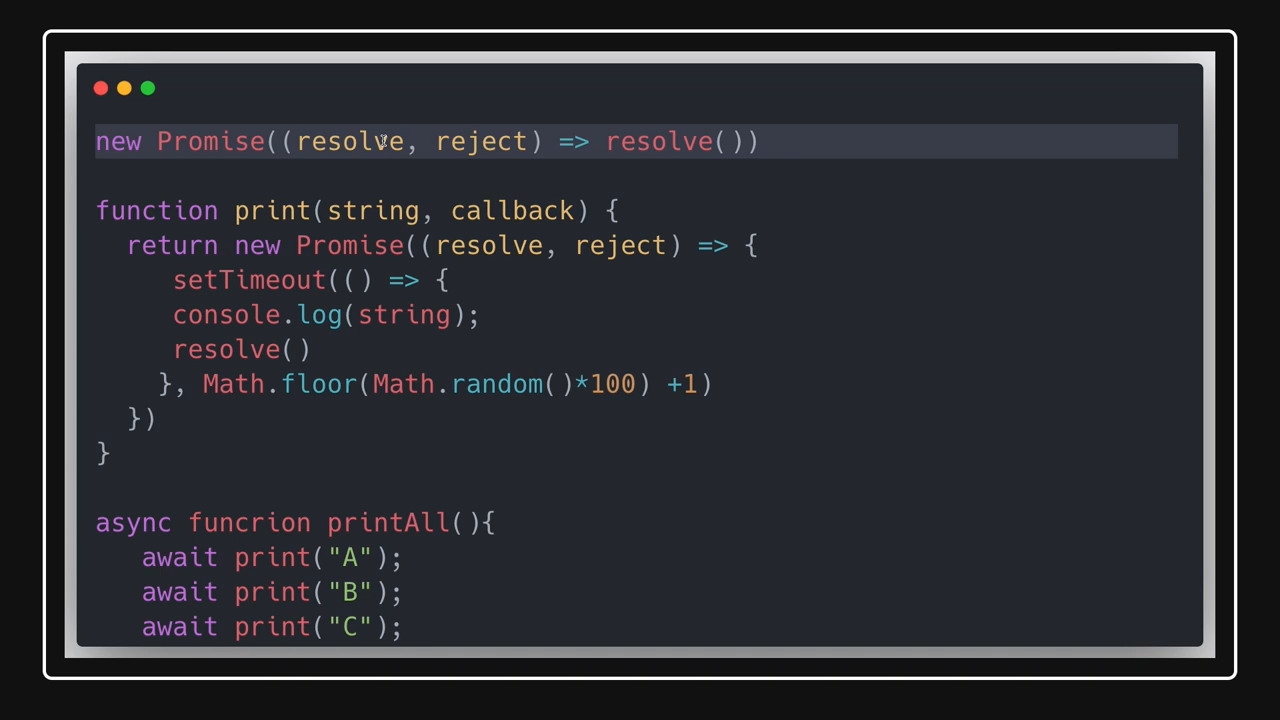 new Promise((resolve, reject) => resolve())
function print(string, callback) {
return new Promise((resolve, reject) => {
setTimeout(() => {
console.log(string);
resolve()
}, Math.floor(Math.random()*100) +1)
})
}
async funcrion printAll(){
await print("A");
await print("B");
await print("C");